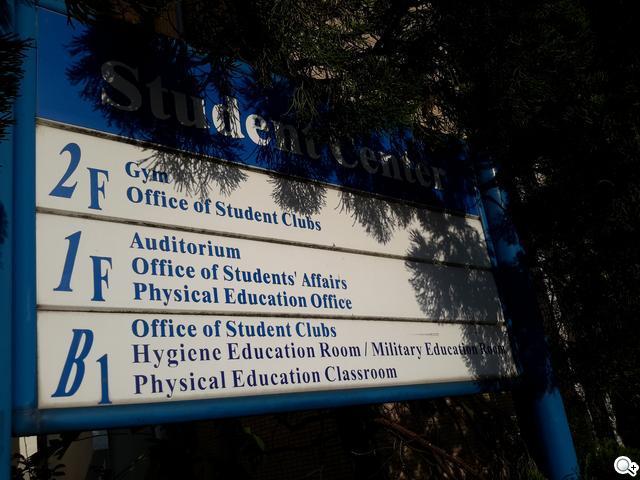 Student Center
2F
Gym
Office of Student Clubs
1F
Auditorium
Office of Students' Affairs
Physical Education Office
B1
Office of Student Clubs
Hygiene Education Room / Military Education Room
Physical Education Classroom